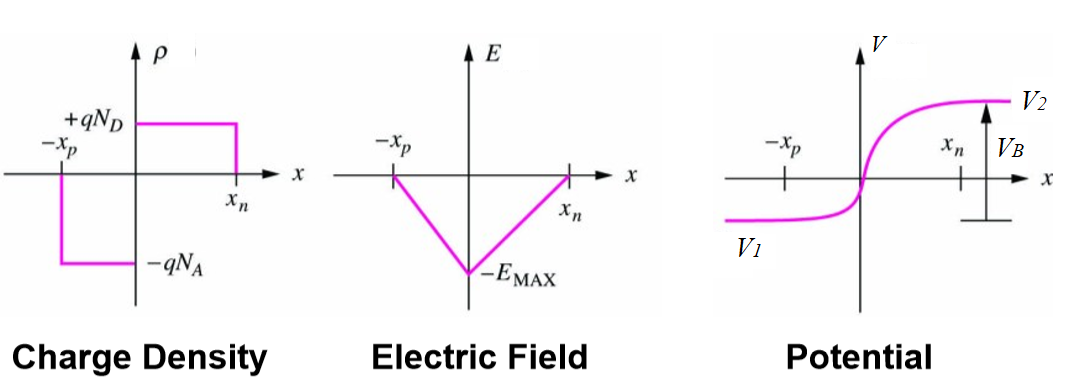 ρ
+qN_D
−x_p
x
x_n
−qN_A
E
−x_p
x
x_n
−E_MAX
V
V_2
−x_p
x_n
V_B
x
V_1
Charge Density
Electric Field
Potential